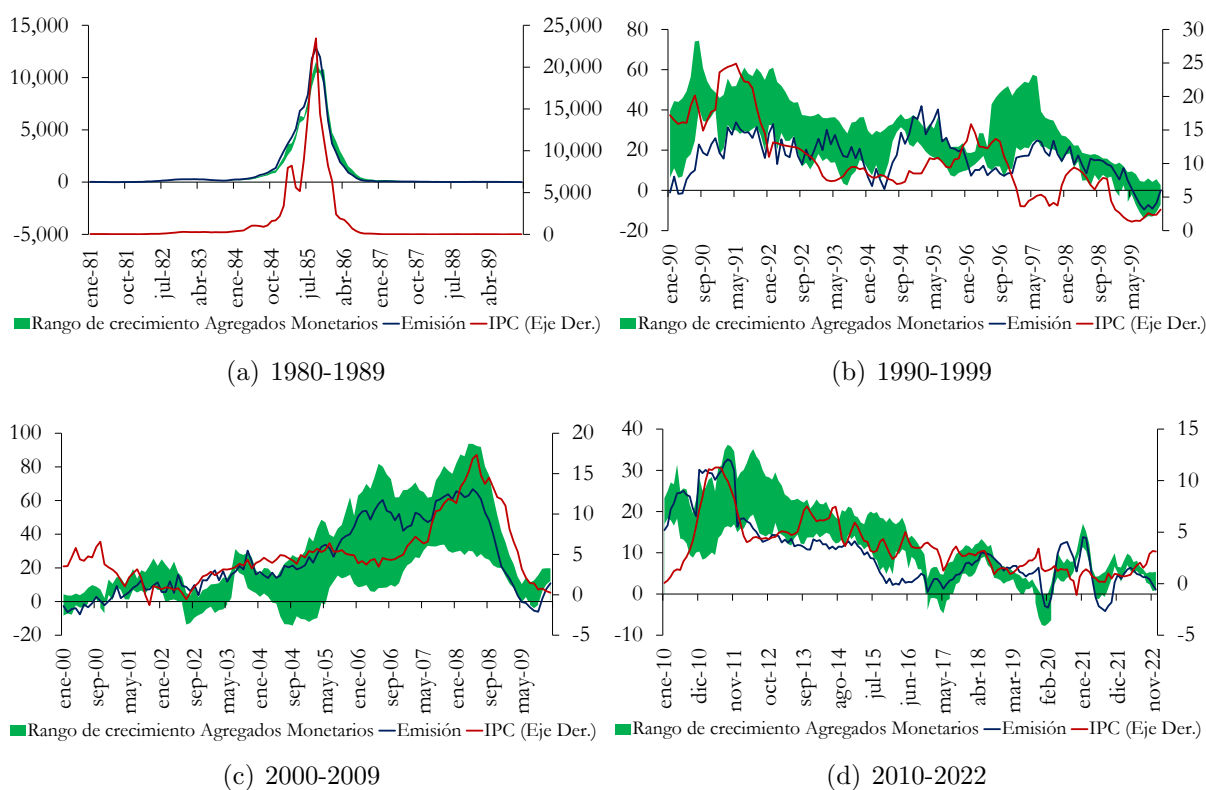 15,000
10,000
5,000
0
-5,000
25,000
20,000
15,000
10,000
5,000
0
ene-81
oct-81
jul-82
abr-83
ene-84
oct-84
jul-85
abr-86
ene-87
oct-87
jul-88
abr-89
Rango de crecimiento Agregados Monetarios Emisión IPC (Eje Der.)
(a) 1980-1989
80
60
40
20
0
-20
30
25
20
15
10
5
0
ene-90
sep-90
may-91
ene-92
sep-92
may-93
ene-94
sep-94
may-95
ene-96
sep-96
may-97
ene-98
sep-98
may-99
Rango de crecimiento Agregados Monetarios Emisión IPC (Eje Der.)
(b) 1990-1999
100
80
60
40
20
0
-20
20
15
10
5
0
-5
ene-00
sep-00
may-01
ene-02
sep-02
may-03
ene-04
sep-04
may-05
ene-06
sep-06
may-07
ene-08
sep-08
may-09
Rango de crecimiento Agregados Monetarios Emisión IPC (Eje Der.)
(c) 2000-2009
40
30
20
10
0
-10
15
10
5
0
-5
ene-10
dic-10
nov-11
oct-12
sep-13
ago-14
jul-15
jun-16
may-17
abr-18
mar-19
feb-20
ene-21
dic-21
nov-22
Rango de crecimiento Agregados Monetarios Emisión IPC (Eje Der.)
(d) 2010-2022